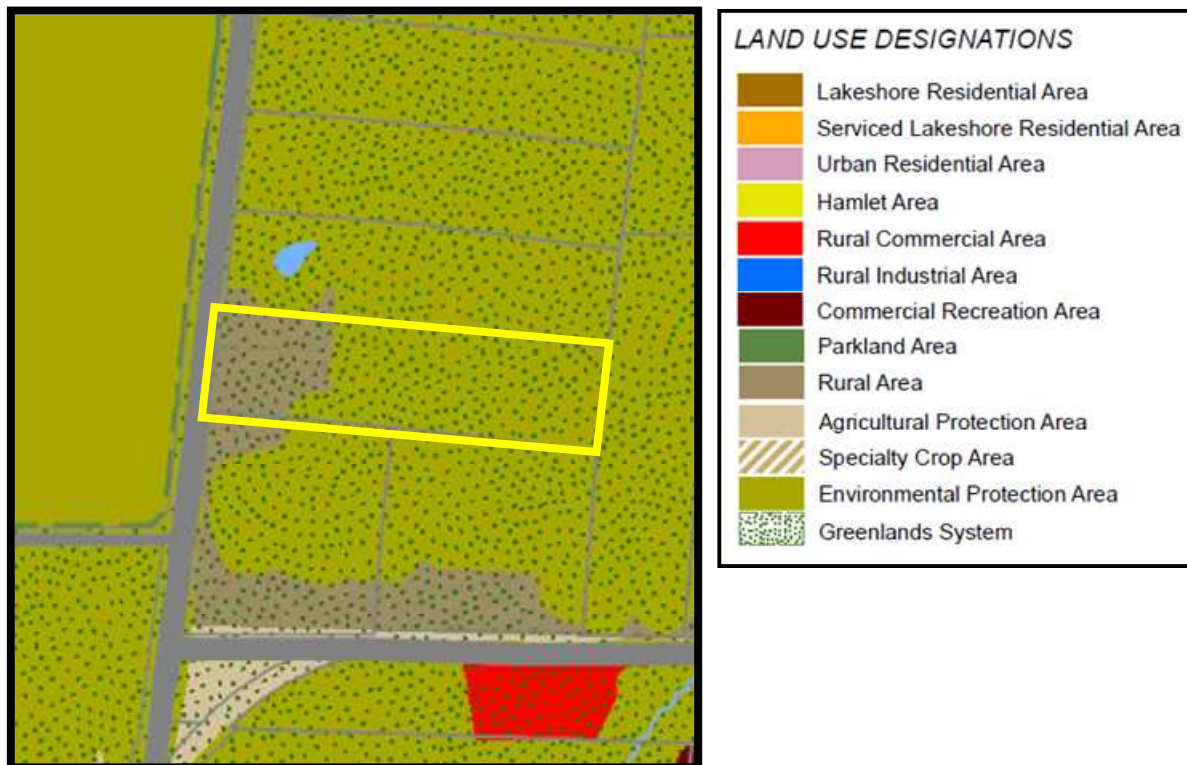 LAND USE DESIGNATIONS
Lakeshore Residential Area
Serviced Lakeshore Residential Area
Urban Residential Area
Hamlet Area
Rural Commercial Area
Rural Industrial Area
Commercial Recreation Area
Parkland Area
Rural Area
Agricultural Protection Area
Specialty Crop Area
Environmental Protection Area
Greenlands System